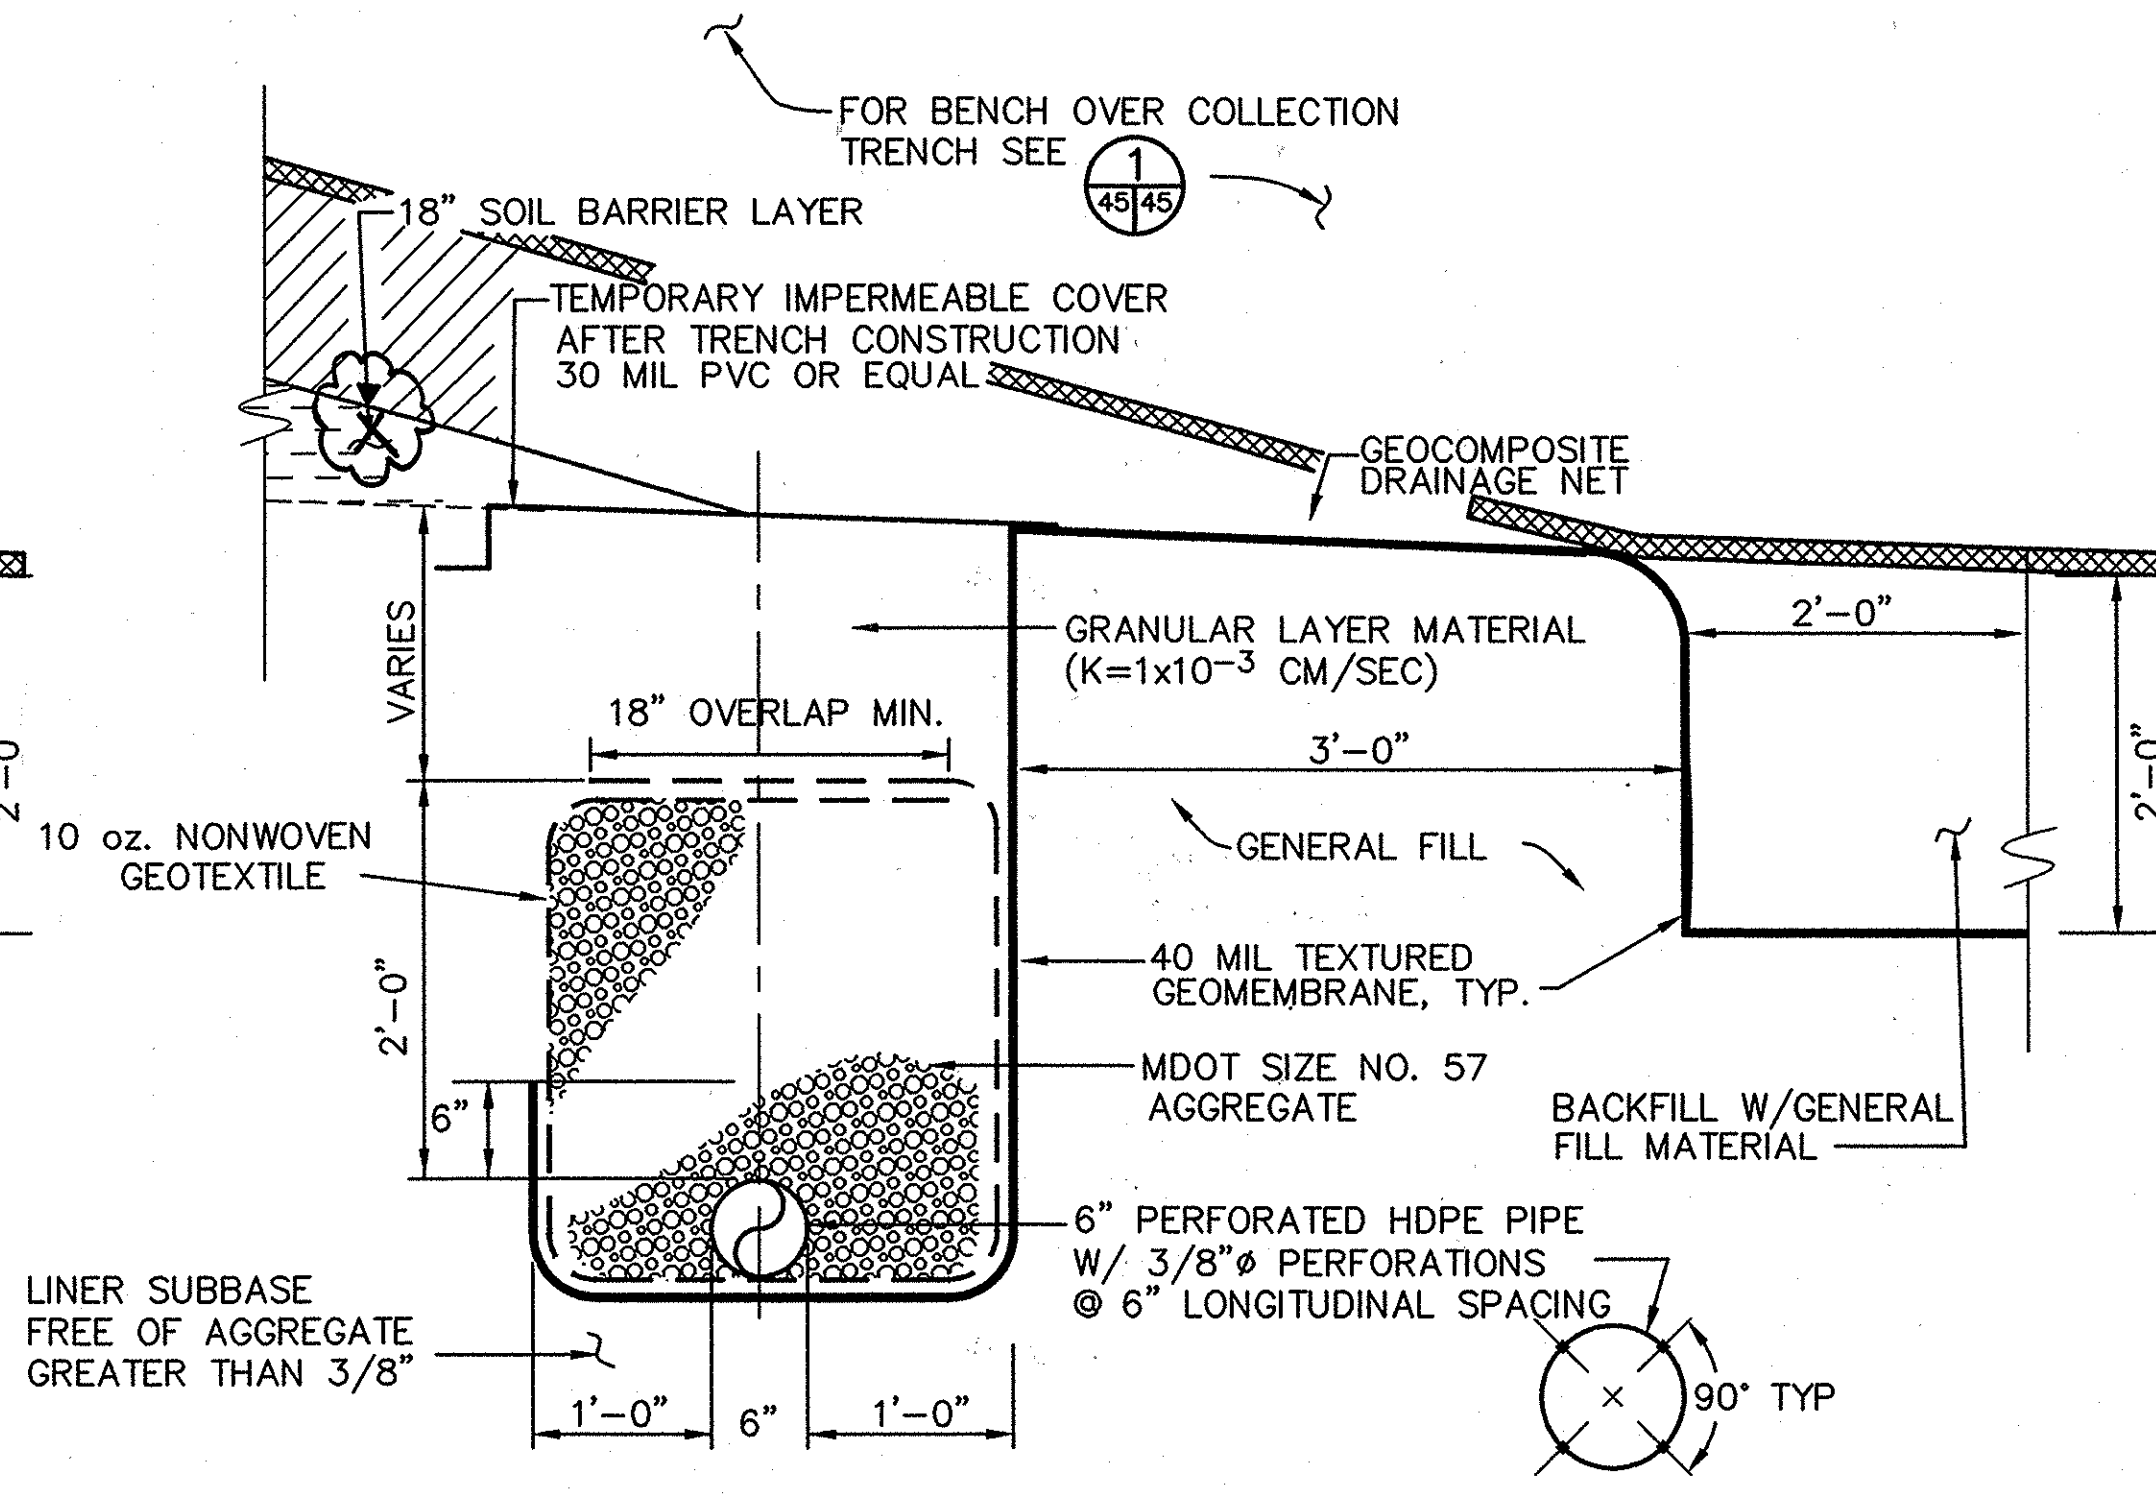 FOR BENCH OVER COLLECTION
TRENCH SEE
1
45 45
18" SOIL BARRIER LAYER
TEMPORARY IMPERMEABLE COVER
AFTER TRENCH CONSTRUCTION
30 MIL PVC OR EQUAL
GEOCOMPOSITE
DRAINAGE NET
VARIES
2'-0"
GRANULAR LAYER MATERIAL
(K=1x10⁻³ CM/SEC)
18" OVERLAP MIN.
3'-0"
2'-0"
2'-0
10 oz. NONWOVEN
GEOTEXTILE
GENERAL FILL
40 MIL TEXTURED
GEOMEMBRANE, TYP.
2'-0"
6"
MDOT SIZE NO. 57
AGGREGATE
BACKFILL W/GENERAL
FILL MATERIAL
6" PERFORATED HDPE PIPE
W/ 3/8"ø PERFORATIONS
@ 6" LONGITUDINAL SPACING
LINER SUBBASE
FREE OF AGGREGATE
GREATER THAN 3/8"
1'-0"
6"
1'-0"
90° TYP